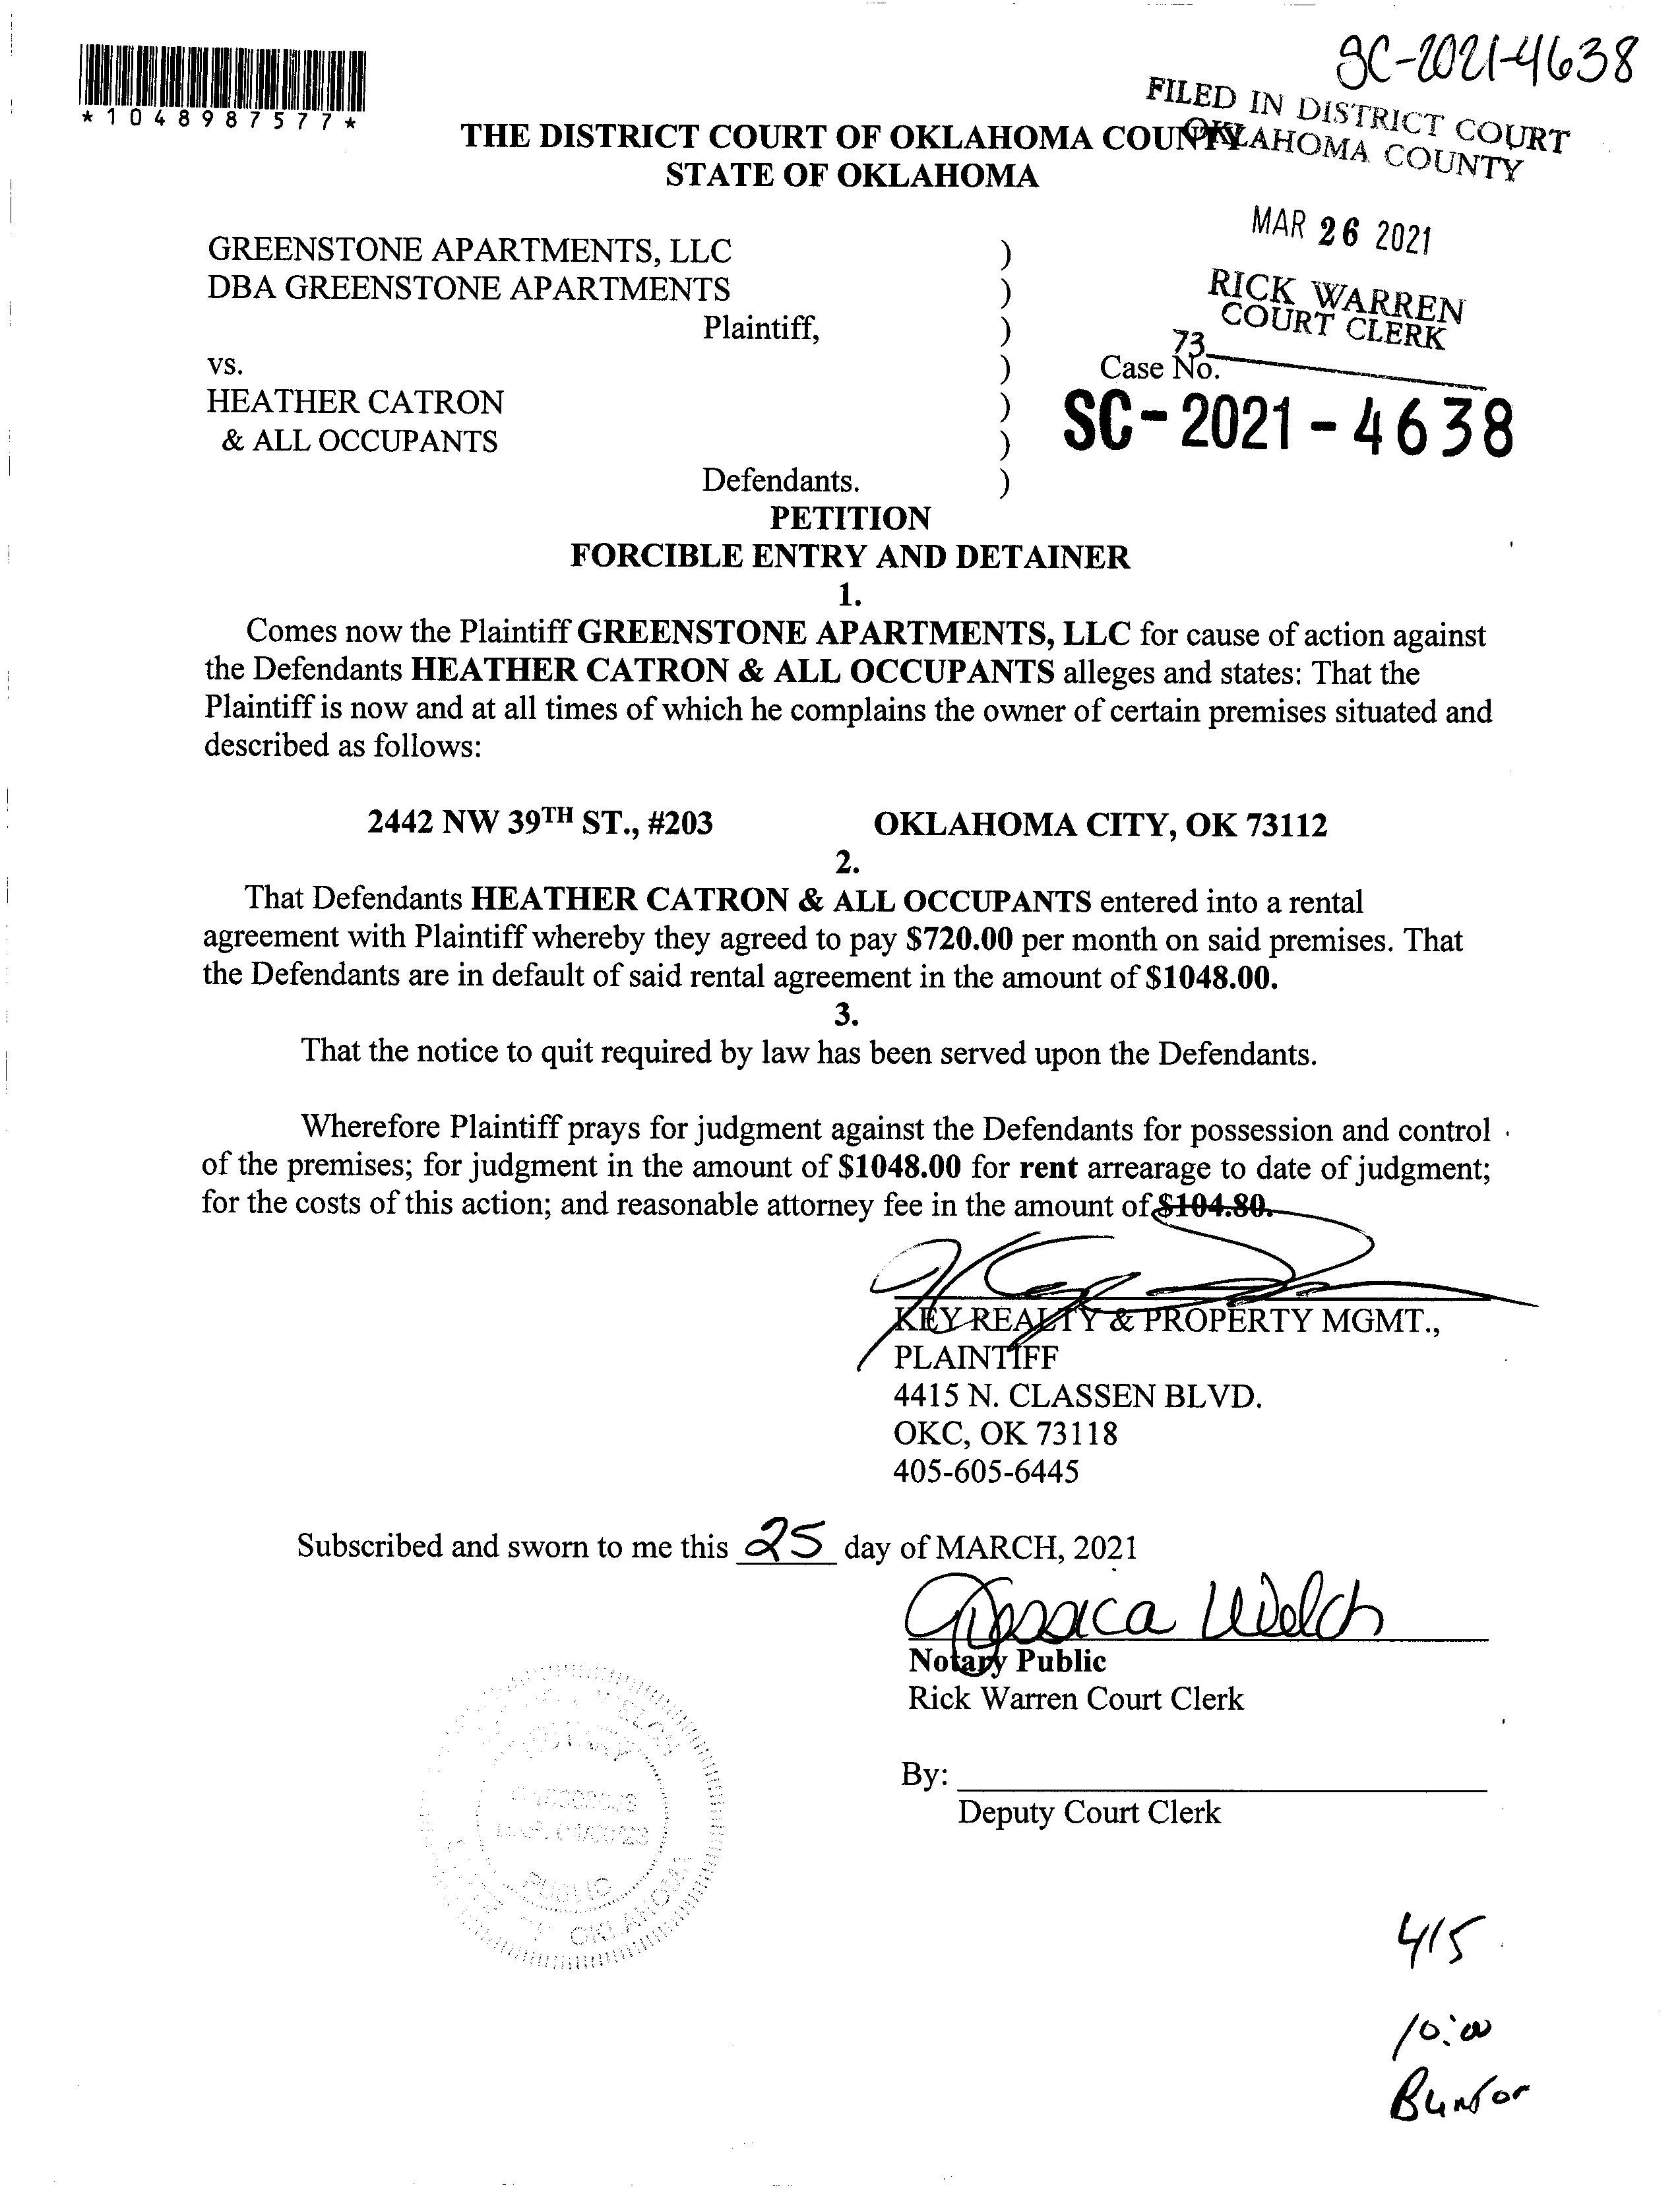 SC-2021-4638
*1048987577*
FILED IN DISTRICT COURT
OKLAHOMA COUNTY
THE DISTRICT COURT OF OKLAHOMA COUNTY
STATE OF OKLAHOMA
MAR 26 2021
RICK WARREN
COURT CLERK
73
GREENSTONE APARTMENTS, LLC )
DBA GREENSTONE APARTMENTS )
Plaintiff, )
vs. ) Case No.
HEATHER CATRON ) SC-2021-4638
& ALL OCCUPANTS )
Defendants. )
PETITION
FORCIBLE ENTRY AND DETAINER
1.
Comes now the Plaintiff GREENSTONE APARTMENTS, LLC for cause of action against
the Defendants HEATHER CATRON & ALL OCCUPANTS alleges and states: That the
Plaintiff is now and at all times of which he complains the owner of certain premises situated and
described as follows:
2442 NW 39TH ST., #203 OKLAHOMA CITY, OK 73112
2.
That Defendants HEATHER CATRON & ALL OCCUPANTS entered into a rental
agreement with Plaintiff whereby they agreed to pay $720.00 per month on said premises. That
the Defendants are in default of said rental agreement in the amount of $1048.00.
3.
That the notice to quit required by law has been served upon the Defendants.
Wherefore Plaintiff prays for judgment against the Defendants for possession and control
of the premises; for judgment in the amount of $1048.00 for rent arrearage to date of judgment;
for the costs of this action; and reasonable attorney fee in the amount of $104.80.
KEY REALTY & PROPERTY MGMT.,
PLAINTIFF
4415 N. CLASSEN BLVD.
OKC, OK 73118
405-605-6445
Subscribed and sworn to me this 25 day of MARCH, 2021
Jessica Welch
Notary Public
Rick Warren Court Clerk
By:
Deputy Court Clerk
PUBLIC
OKLAHOMA
4/5
10:00